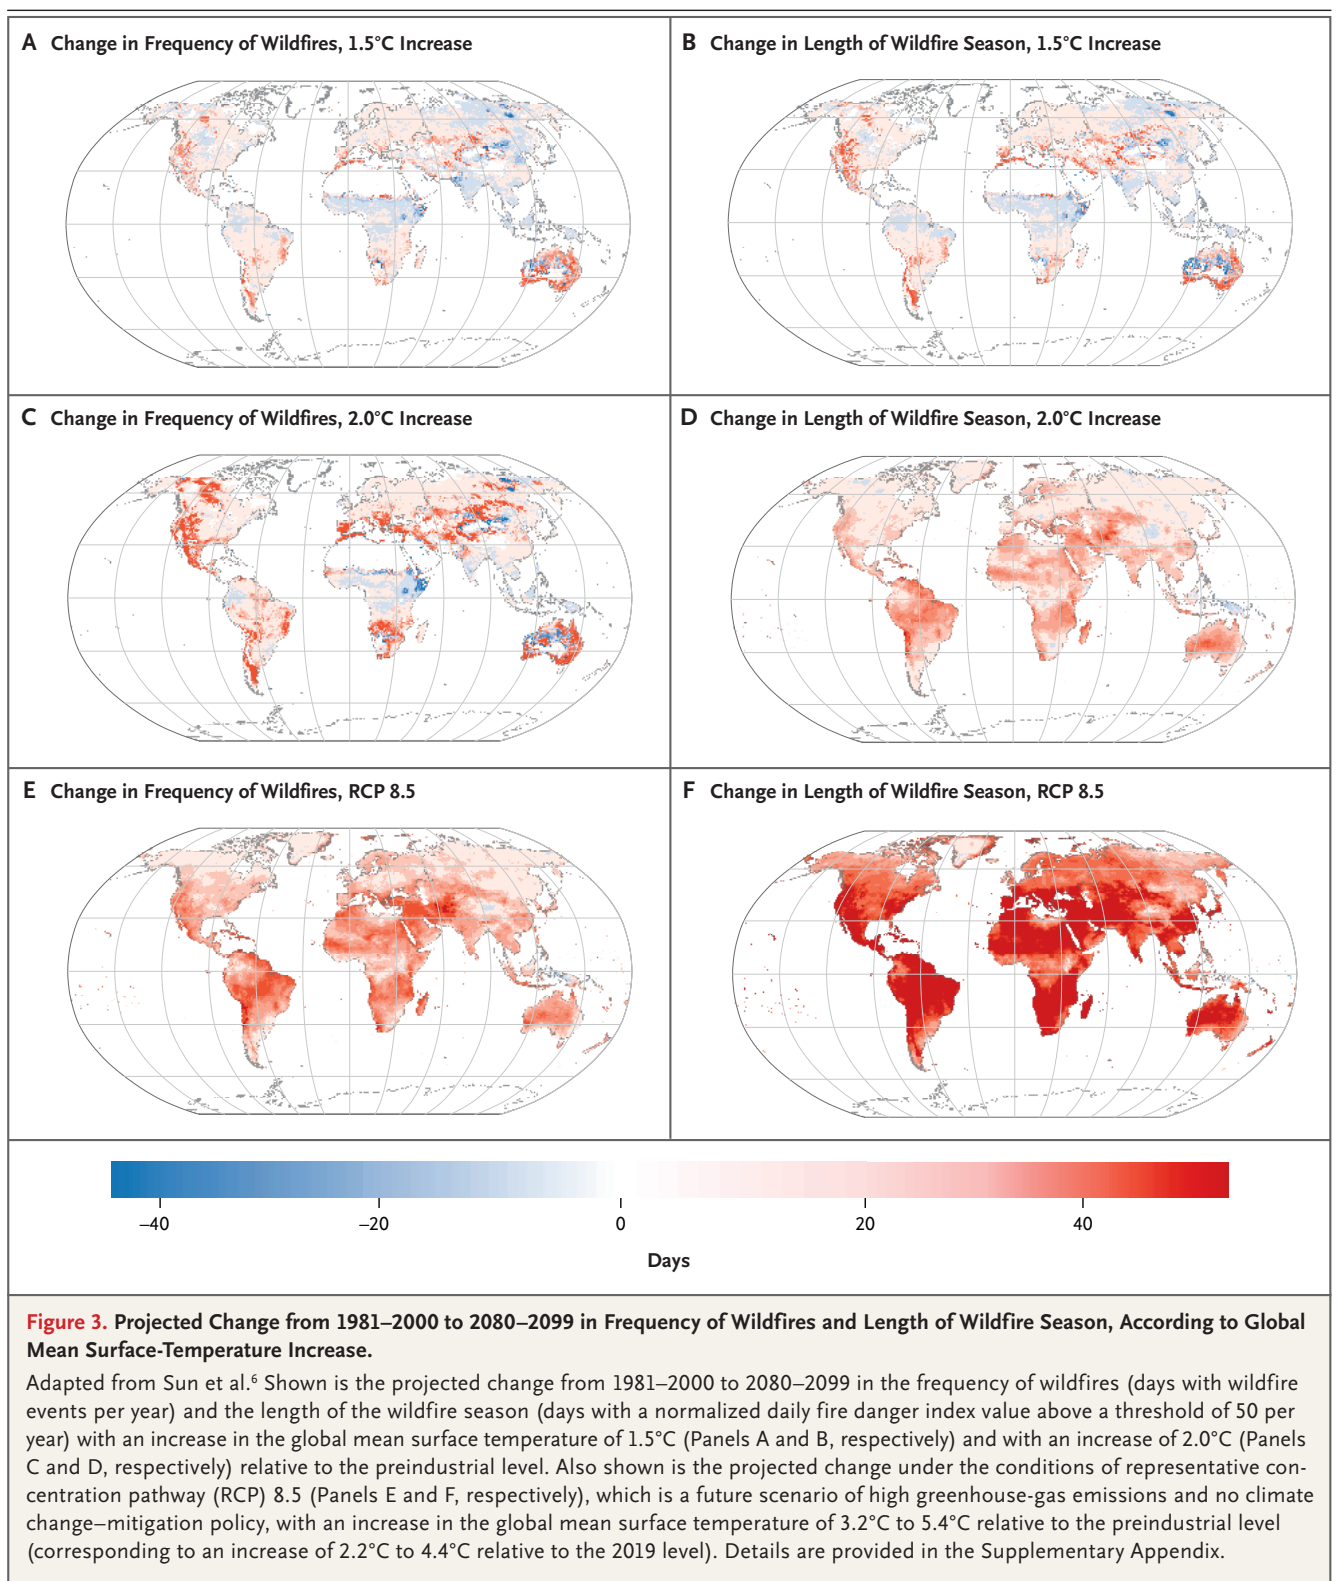 A Change in Frequency of Wildfires, 1.5°C Increase
B Change in Length of Wildfire Season, 1.5°C Increase
C Change in Frequency of Wildfires, 2.0°C Increase
D Change in Length of Wildfire Season, 2.0°C Increase
E Change in Frequency of Wildfires, RCP 8.5
F Change in Length of Wildfire Season, RCP 8.5
–40 –20 0 20 40
Days
Figure 3. Projected Change from 1981–2000 to 2080–2099 in Frequency of Wildfires and Length of Wildfire Season, According to Global
Mean Surface-Temperature Increase.
Adapted from Sun et al.⁶ Shown is the projected change from 1981–2000 to 2080–2099 in the frequency of wildfires (days with wildfire
events per year) and the length of the wildfire season (days with a normalized daily fire danger index value above a threshold of 50 per
year) with an increase in the global mean surface temperature of 1.5°C (Panels A and B, respectively) and with an increase of 2.0°C (Panels
C and D, respectively) relative to the preindustrial level. Also shown is the projected change under the conditions of representative con-
centration pathway (RCP) 8.5 (Panels E and F, respectively), which is a future scenario of high greenhouse-gas emissions and no climate
change–mitigation policy, with an increase in the global mean surface temperature of 3.2°C to 5.4°C relative to the preindustrial level
(corresponding to an increase of 2.2°C to 4.4°C relative to the 2019 level). Details are provided in the Supplementary Appendix.